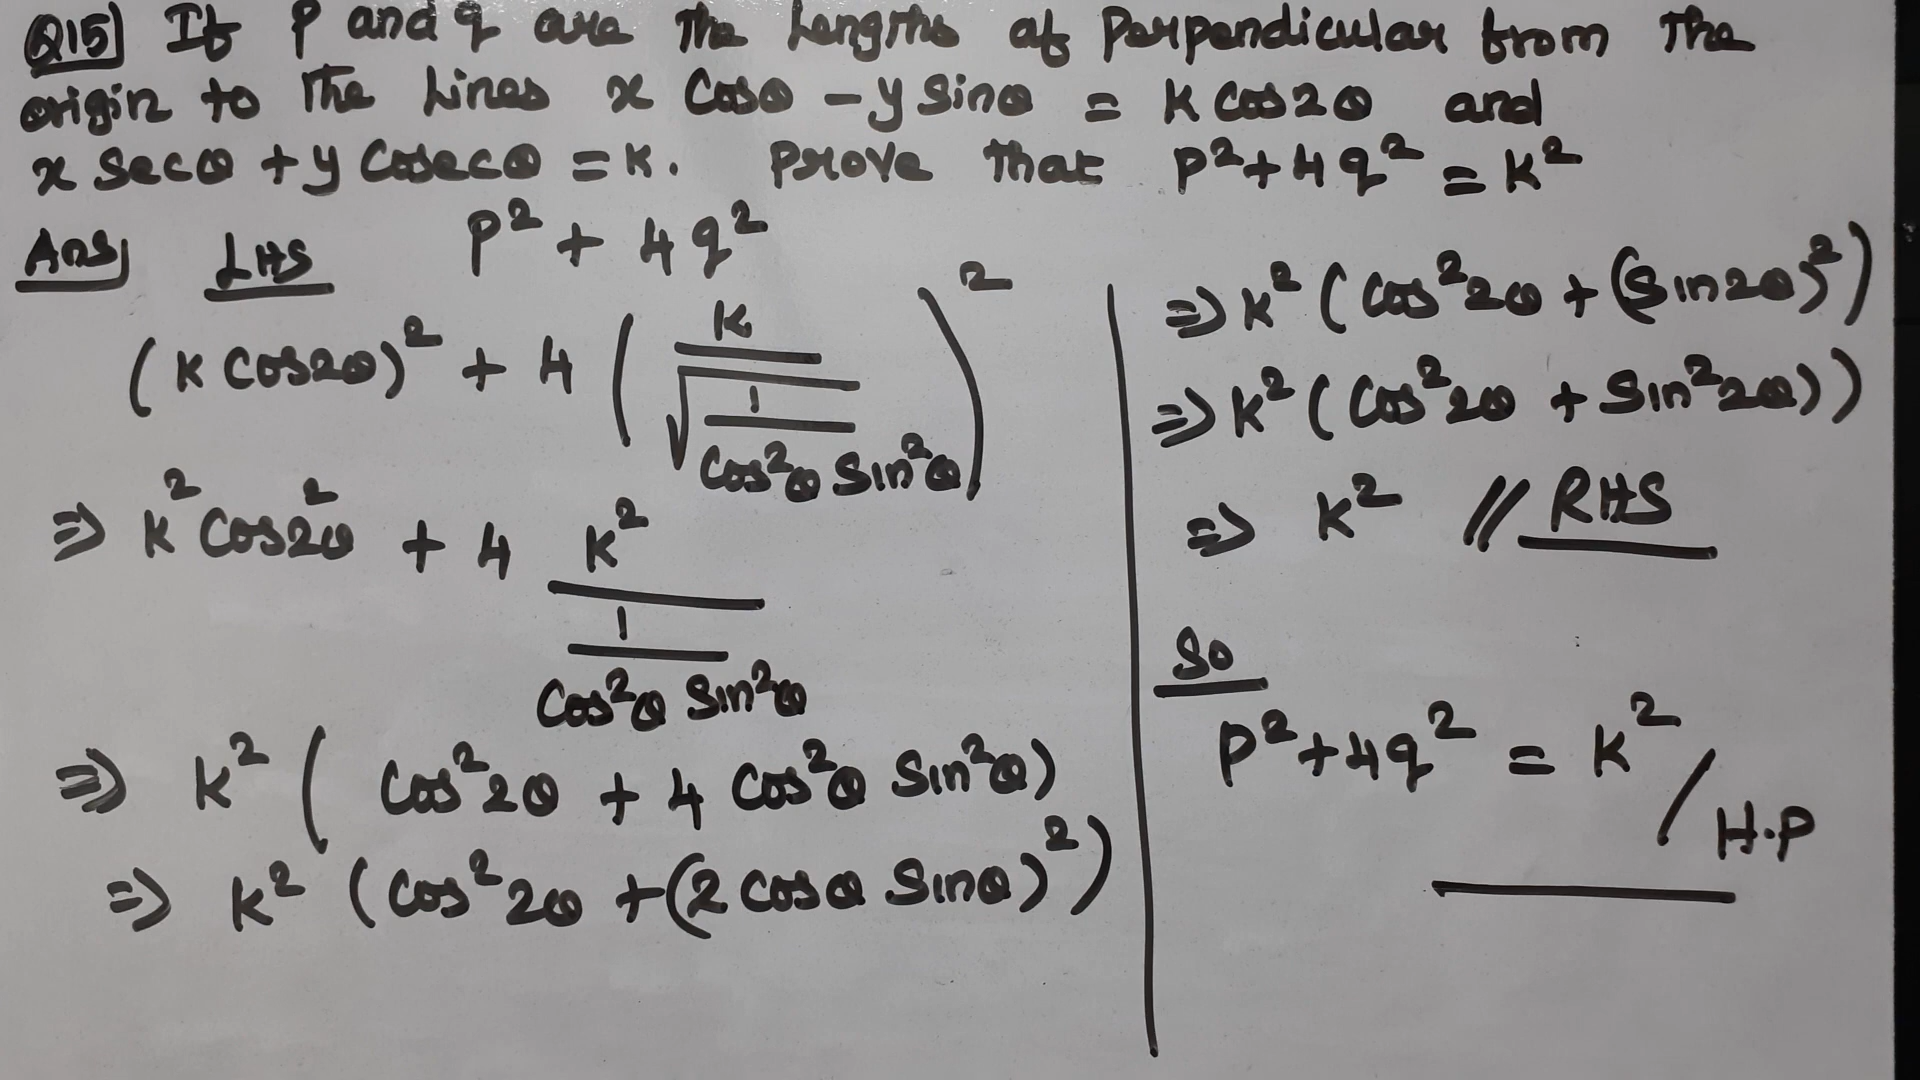 Q15) If P and q are the Lengths of Perpendicular from the
origin to the Lines x Cosθ - y Sinθ = K Cos2θ and
x Secθ + y Cosecθ = K. Prove that P² + 4q² = K²
Ans) LHS P² + 4q²
(K Cos2θ)² + 4 ( K / √(1 / Cos²θ Sin²θ) )²
⇒ K² Cos²2θ + 4 K² / (1 / Cos²θ Sin²θ)
⇒ K² ( Cos²2θ + 4 Cos²θ Sin²θ)
⇒ K² (Cos²2θ + (2 Cosθ Sinθ)²)
⇒ K² (Cos²2θ + (Sin2θ)²)
⇒ K² (Cos²2θ + Sin²2θ))
⇒ K² // RHS
So
P² + 4q² = K² / H.P